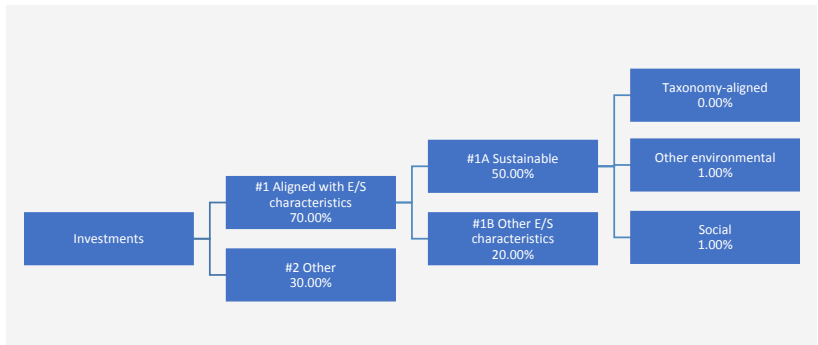 Investments
#1 Aligned with E/S
characteristics
70.00%
#2 Other
30.00%
#1A Sustainable
50.00%
#1B Other E/S
characteristics
20.00%
Taxonomy-aligned
0.00%
Other environmental
1.00%
Social
1.00%